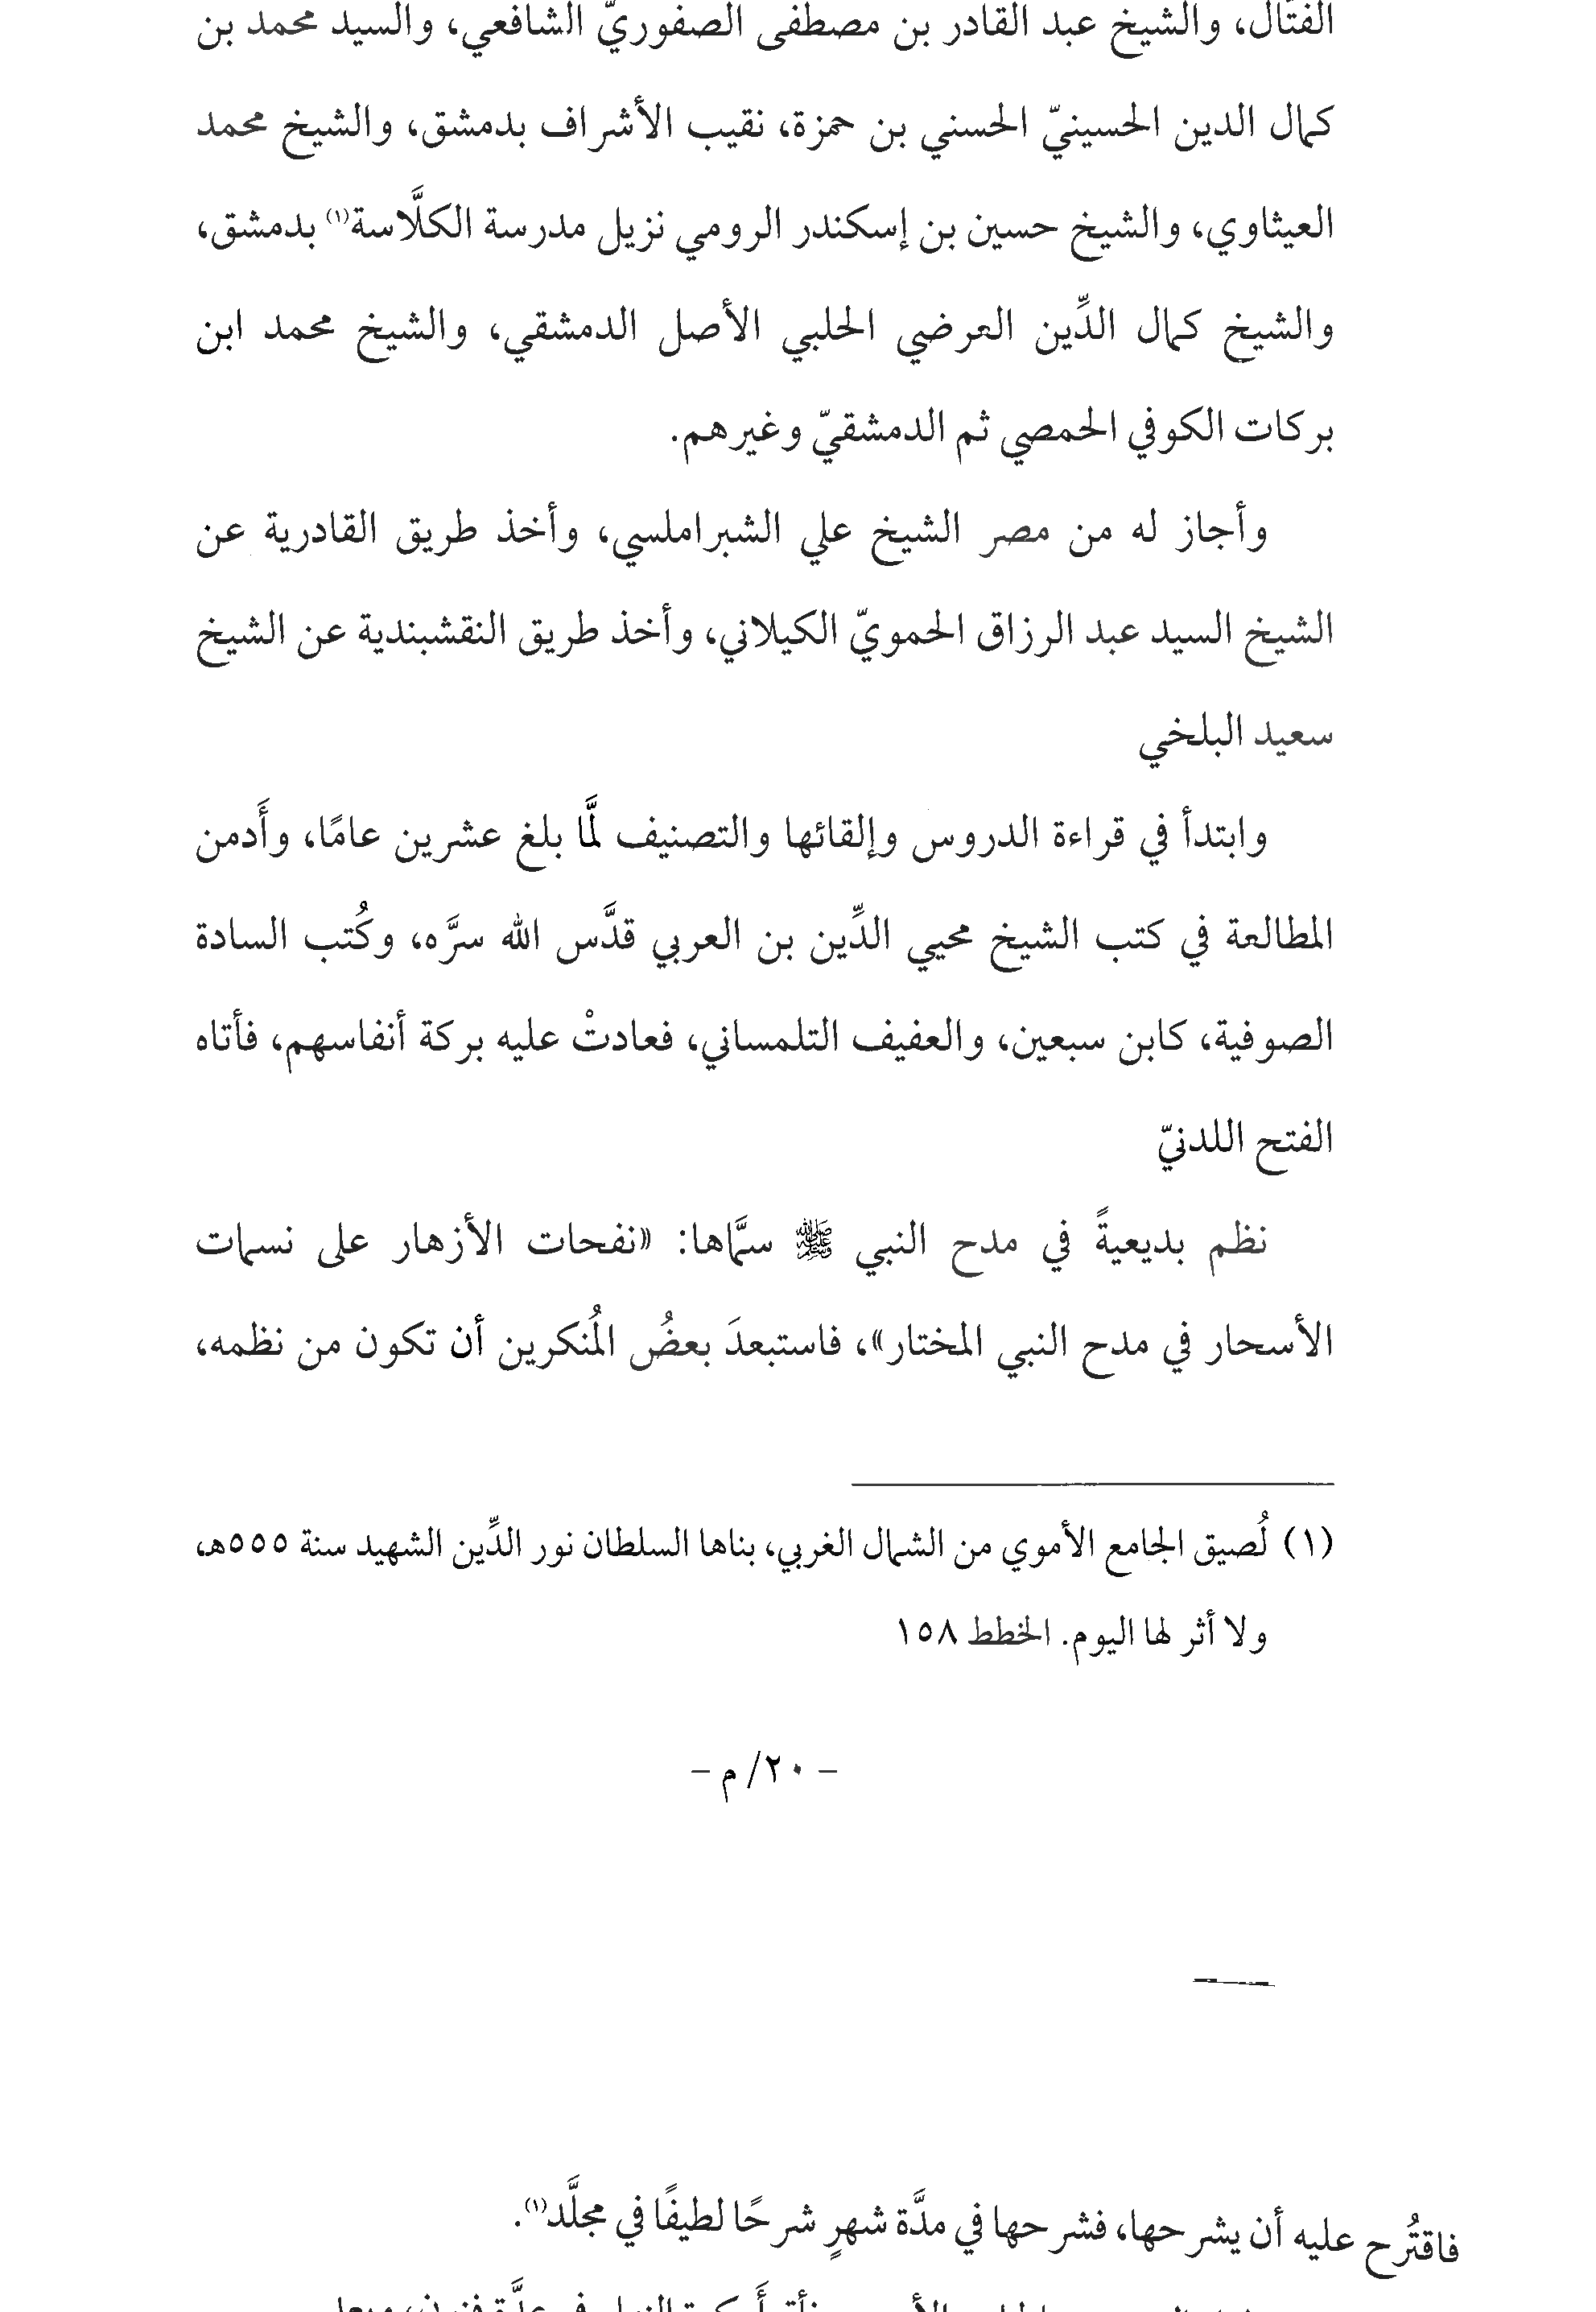 الفتَّال، والشيخ عبد القادر بن مصطفى الصفوريّ الشافعي، والسيد محمد بن
كمال الدين الحسينيّ الحسني بن حمزة، نقيب الأشراف بدمشق، والشيخ محمد
العيثاوي، والشيخ حسين بن إسكندر الرومي نزيل مدرسة الكلَّاسة(١) بدمشق،
والشيخ كمال الدِّين العرضي الحلبي الأصل الدمشقي، والشيخ محمد ابن
بركات الكوفي الحمصي ثم الدمشقيّ وغيرهم.
وأجاز له من مصر الشيخ علي الشبراملسي، وأخذ طريق القادرية عن
الشيخ السيد عبد الرزاق الحمويّ الكيلاني، وأخذ طريق النقشبندية عن الشيخ
سعيد البلخي
وابتدأ في قراءة الدروس وإلقائها والتصنيف لمَّا بلغ عشرين عامًا، وأَدمن
المطالعة في كتب الشيخ محيي الدِّين بن العربي قدَّس الله سرَّه، وكُتب السادة
الصوفية، كابن سبعين، والعفيف التلمساني، فعادتْ عليه بركة أنفاسهم، فأتاه
الفتح اللدنيّ
نظم بديعيةً في مدح النبي ﷺ سمَّاها: «نفحات الأزهار على نسمات
الأسحار في مدح النبي المختار»، فاستبعدَ بعضُ المُنكرين أن تكون من نظمه،
(١) لُصيق الجامع الأموي من الشمال الغربي، بناها السلطان نور الدِّين الشهيد سنة ٥٥٥هـ،
ولا أثر لها اليوم. الخطط ١٥٨
- ٢٠/ م -
فاقتُرح عليه أن يشرحها، فشرحها في مدَّة شهرٍ شرحًا لطيفًا في مجلَّد(١).